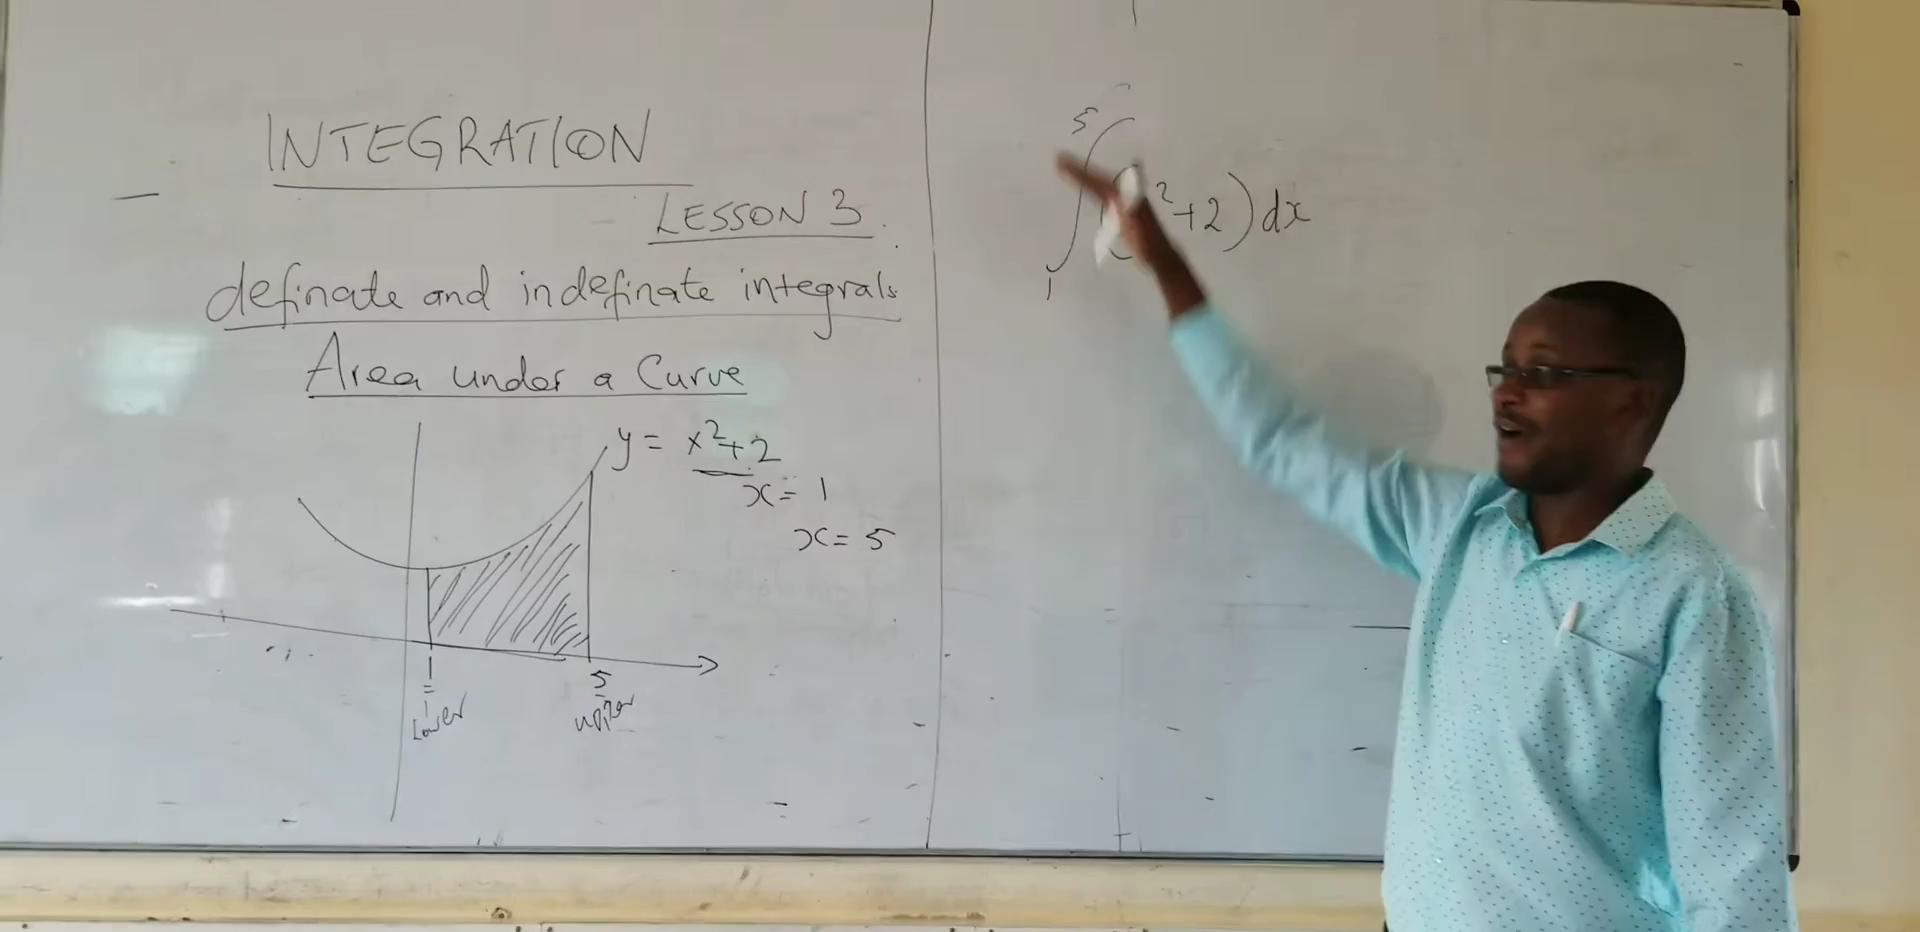 INTEGRATION
LESSON 3.
definate and indefinate integrals
Area under a Curve
y = x²+2
x = 1
x = 5
1
5
Lower
upper
5
∫ ( ²+2) dx
1